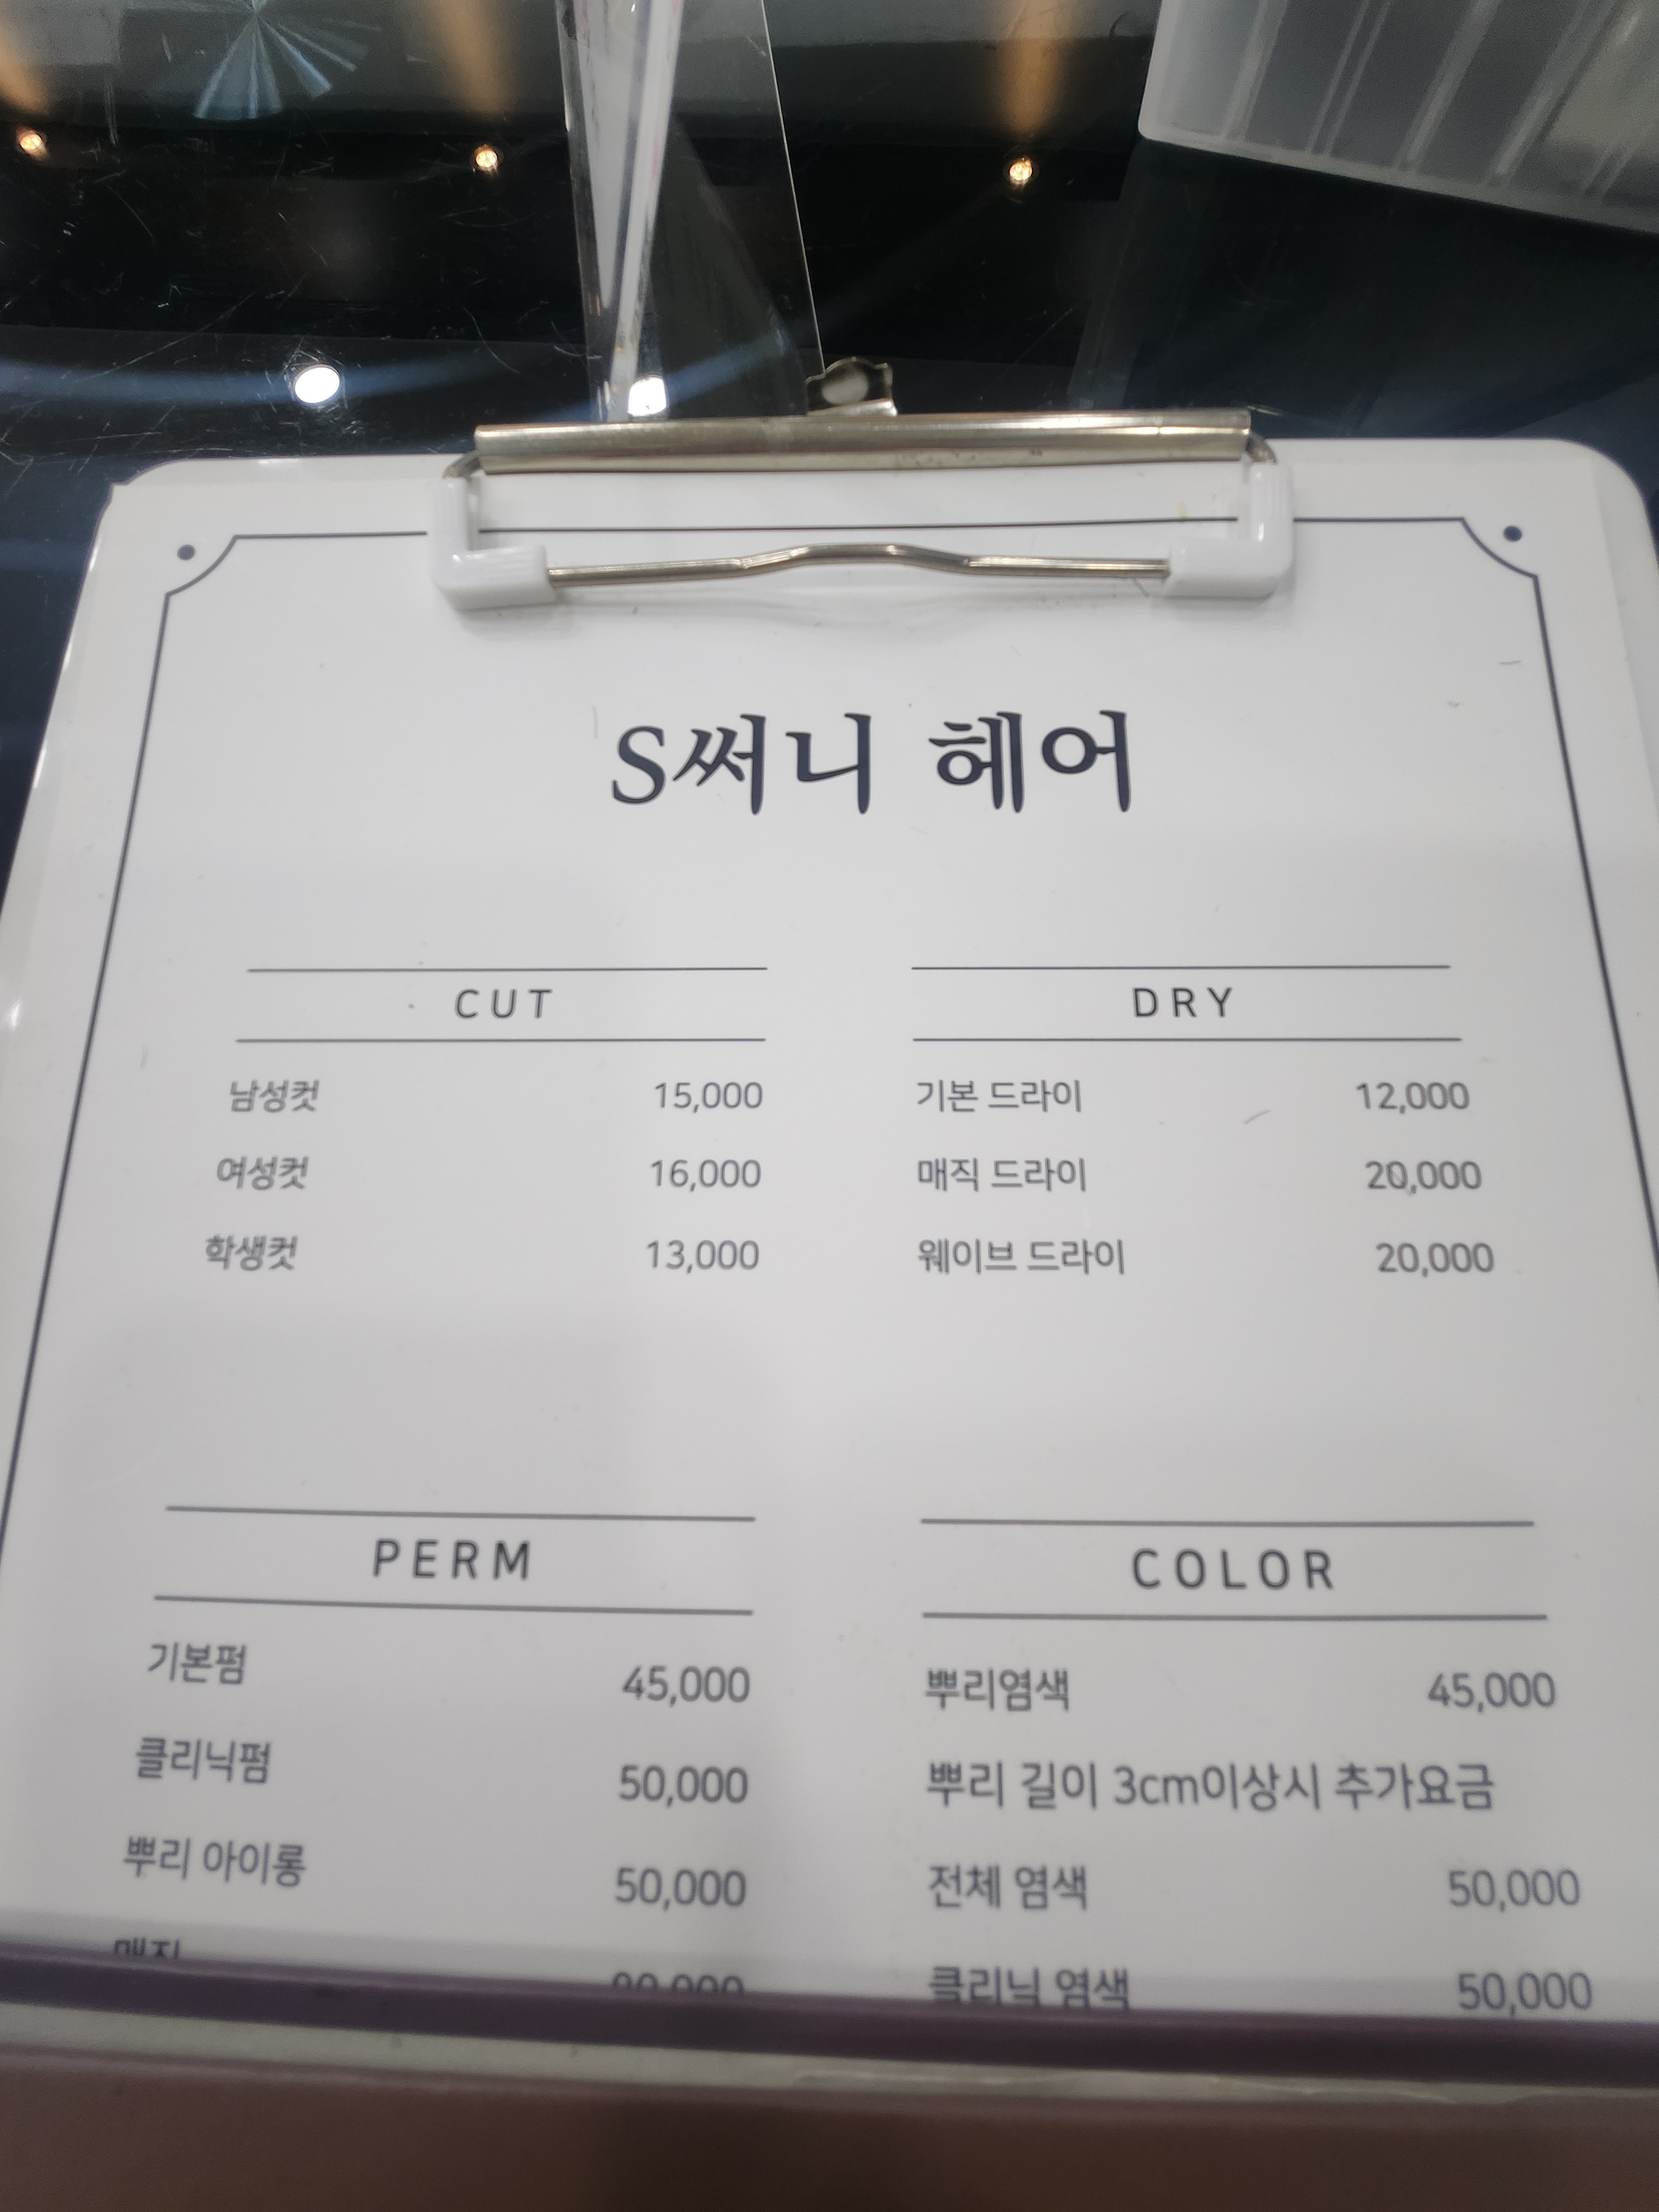 S써니 헤어
CUT
남성컷 15,000
여성컷 16,000
학생컷 13,000
DRY
기본 드라이 12,000
매직 드라이 20,000
웨이브 드라이 20,000
PERM
기본펌 45,000
클리닉펌 50,000
뿌리 아이롱 50,000
매직
COLOR
뿌리염색 45,000
뿌리 길이 3cm이상시 추가요금
전체 염색 50,000
클리닉 염색 50,000